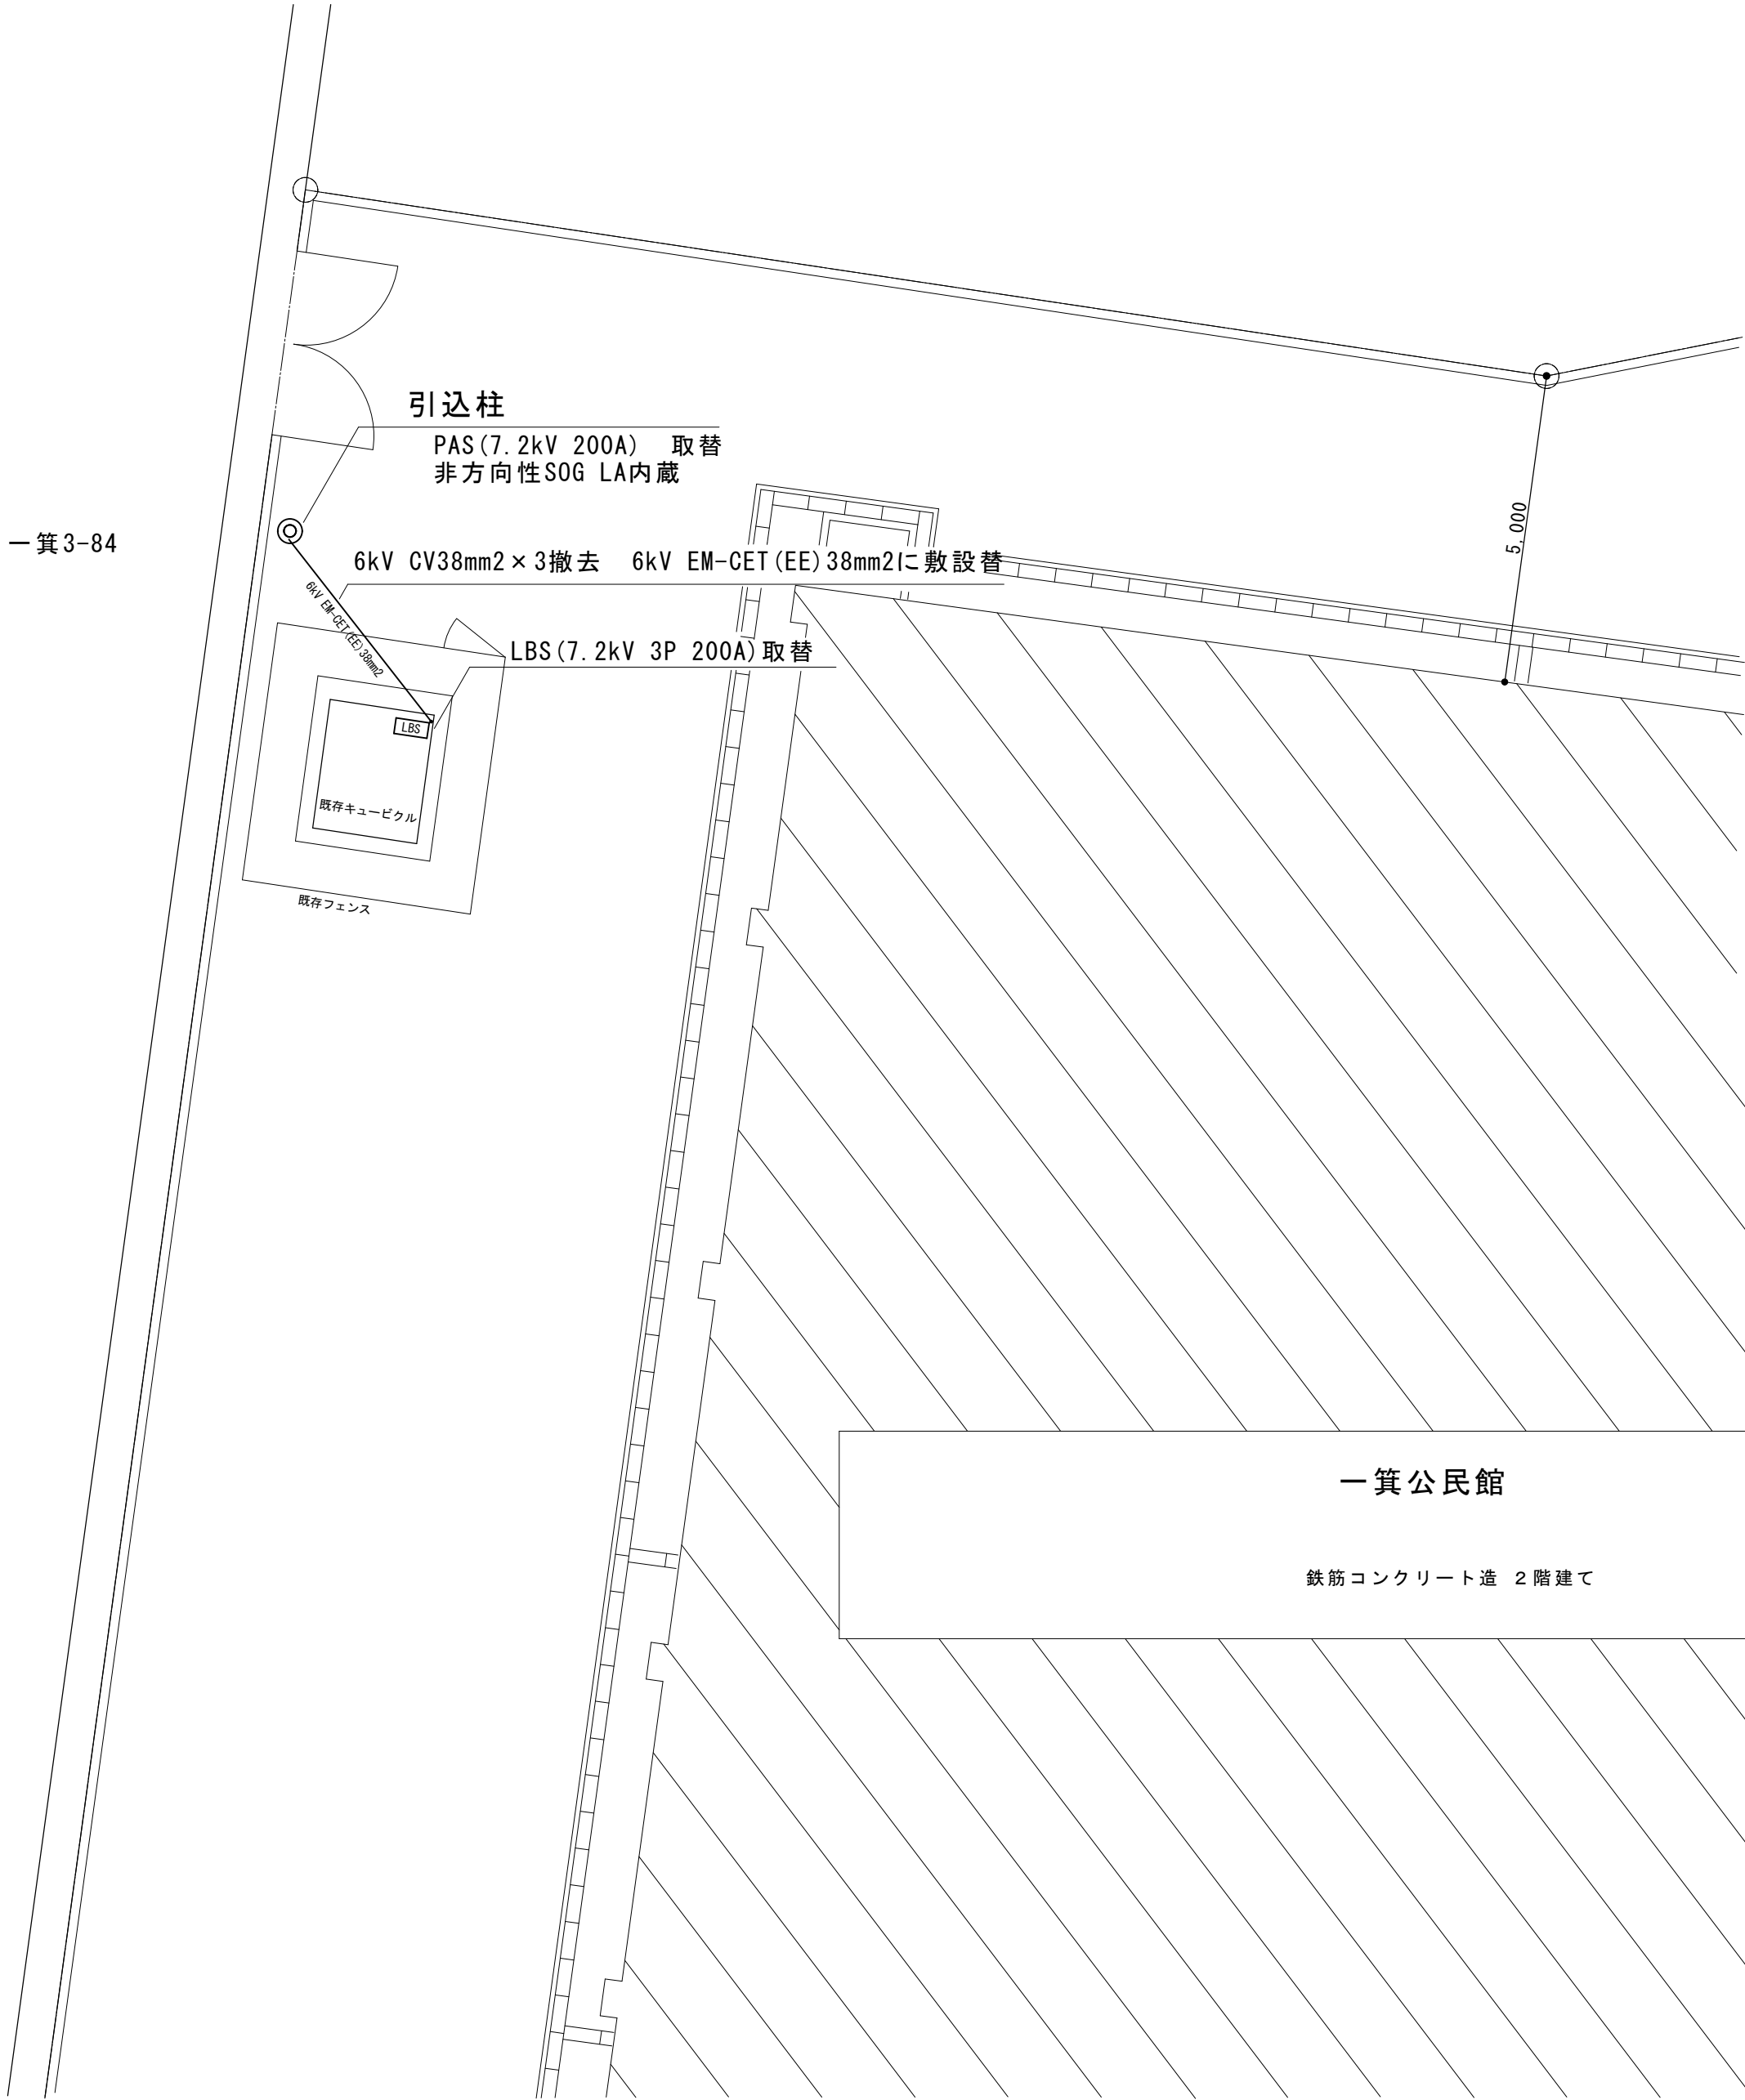 引込柱
PAS(7.2kV 200A) 取替
非方向性SOG LA内蔵
5,000
一箕3-84
6kV CV38mm2×3撤去 6kV EM-CET(EE)38mm2に敷設替
6kV EM-CET(EE)38mm2
LBS(7.2kV 3P 200A)取替
LBS
既存キュービクル
既存フェンス
一箕公民館
鉄筋コンクリート造 2階建て